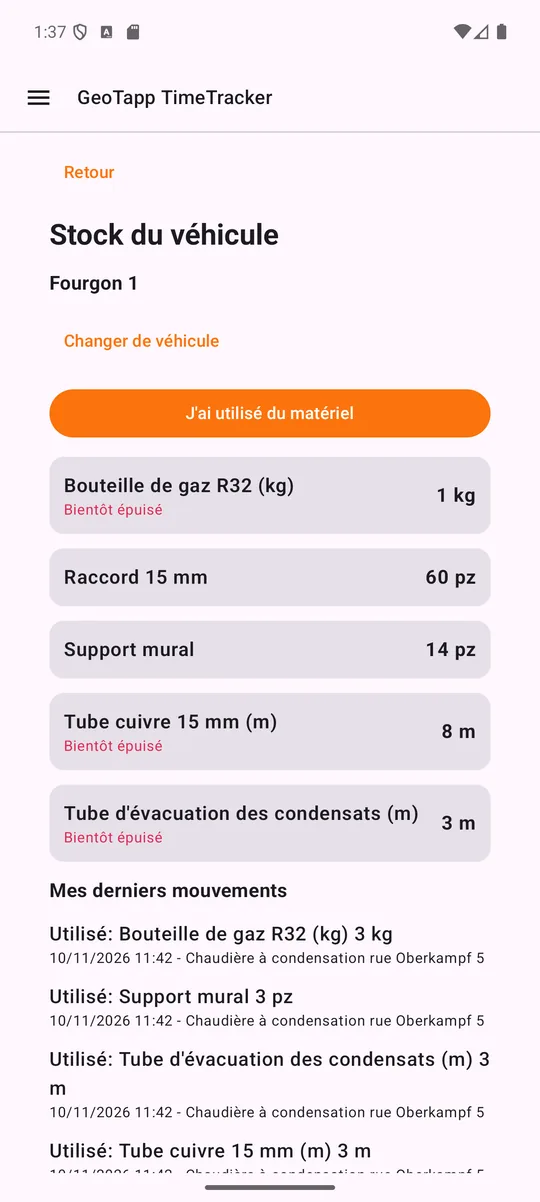 1:37
GeoTapp TimeTracker
Retour
Stock du véhicule
Fourgon 1
Changer de véhicule
J'ai utilisé du matériel
Bouteille de gaz R32 (kg)
Bientôt épuisé
1 kg
Raccord 15 mm
60 pz
Support mural
14 pz
Tube cuivre 15 mm (m)
Bientôt épuisé
8 m
Tube d'évacuation des condensats (m)
Bientôt épuisé
3 m
Mes derniers mouvements
Utilisé: Bouteille de gaz R32 (kg) 3 kg
10/11/2026 11:42 - Chaudière à condensation rue Oberkampf 5
Utilisé: Support mural 3 pz
10/11/2026 11:42 - Chaudière à condensation rue Oberkampf 5
Utilisé: Tube d'évacuation des condensats (m) 3
m
10/11/2026 11:42 - Chaudière à condensation rue Oberkampf 5
Utilisé: Tube cuivre 15 mm (m) 3 m